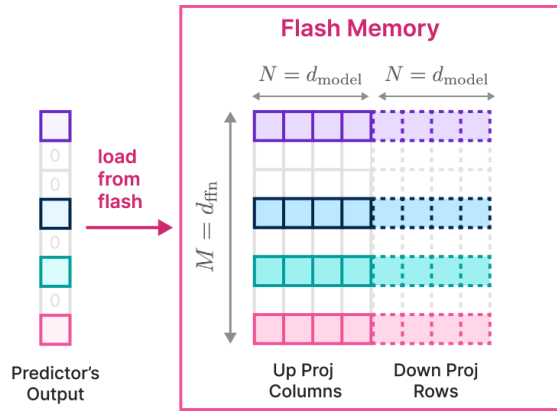 Flash Memory
N = d_model
N = d_model
0
0
0
0
load
from
flash
M = d_ffn
Predictor's
Output
Up Proj
Columns
Down Proj
Rows